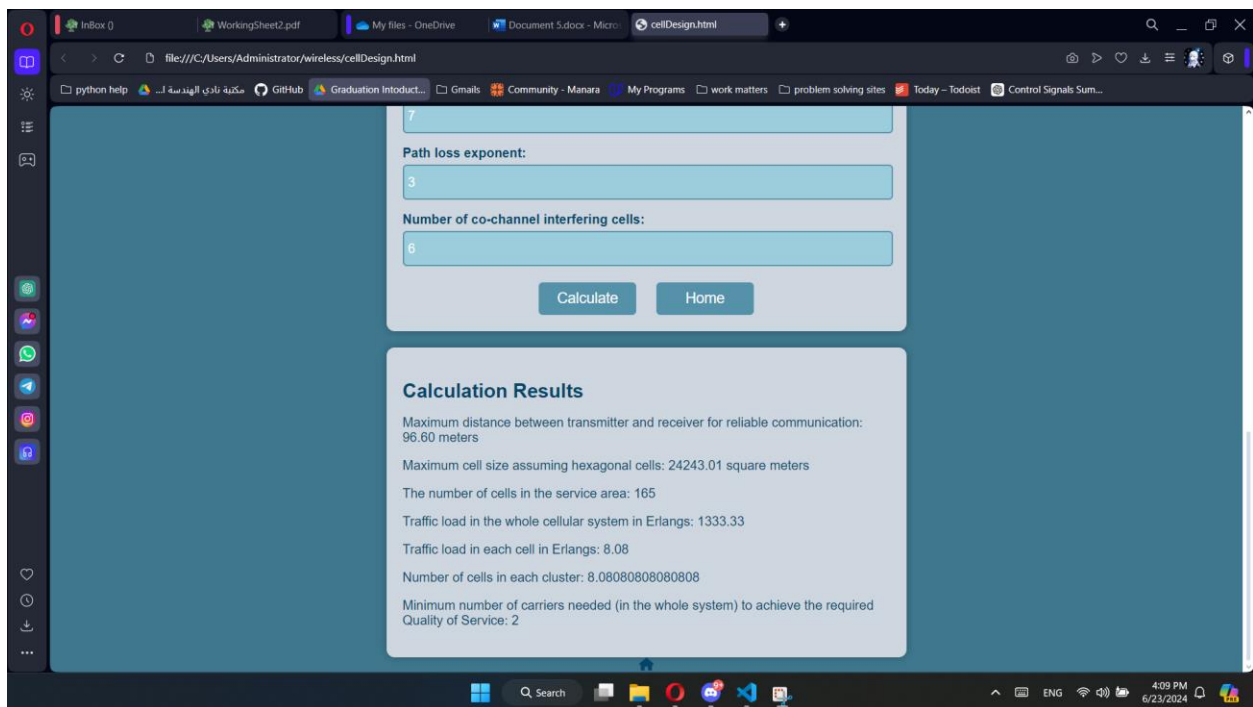 InBox ()
WorkingSheet2.pdf
My files - OneDrive
Document 5.docx - Micro
cellDesign.html
file:///C:/Users/Administrator/wireless/cellDesign.html
python help
مكتبة نادي الهندسة ا...
GitHub
Graduation Intoduct...
Gmails
Community - Manara
My Programs
work matters
problem solving sites
Today – Todoist
Control Signals Sum...
7
Path loss exponent:
3
Number of co-channel interfering cells:
6
Calculate
Home
Calculation Results
Maximum distance between transmitter and receiver for reliable communication:
96.60 meters
Maximum cell size assuming hexagonal cells: 24243.01 square meters
The number of cells in the service area: 165
Traffic load in the whole cellular system in Erlangs: 1333.33
Traffic load in each cell in Erlangs: 8.08
Number of cells in each cluster: 8.08080808080808
Minimum number of carriers needed (in the whole system) to achieve the required
Quality of Service: 2
Search
ENG
4:09 PM
6/23/2024